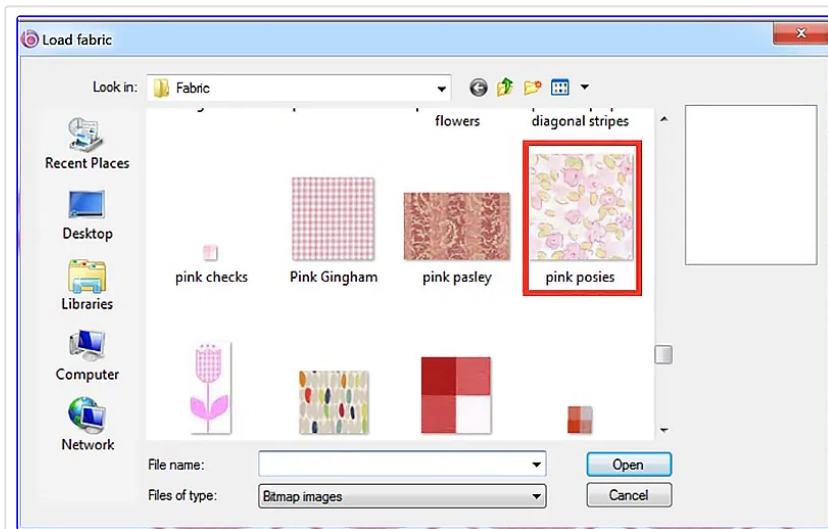 Load fabric
Look in:
Fabric
flowers
diagonal stripes
Recent Places
Desktop
Libraries
Computer
Network
pink checks
Pink Gingham
pink pasley
pink posies
File name:
Open
Files of type:
Bitmap images
Cancel